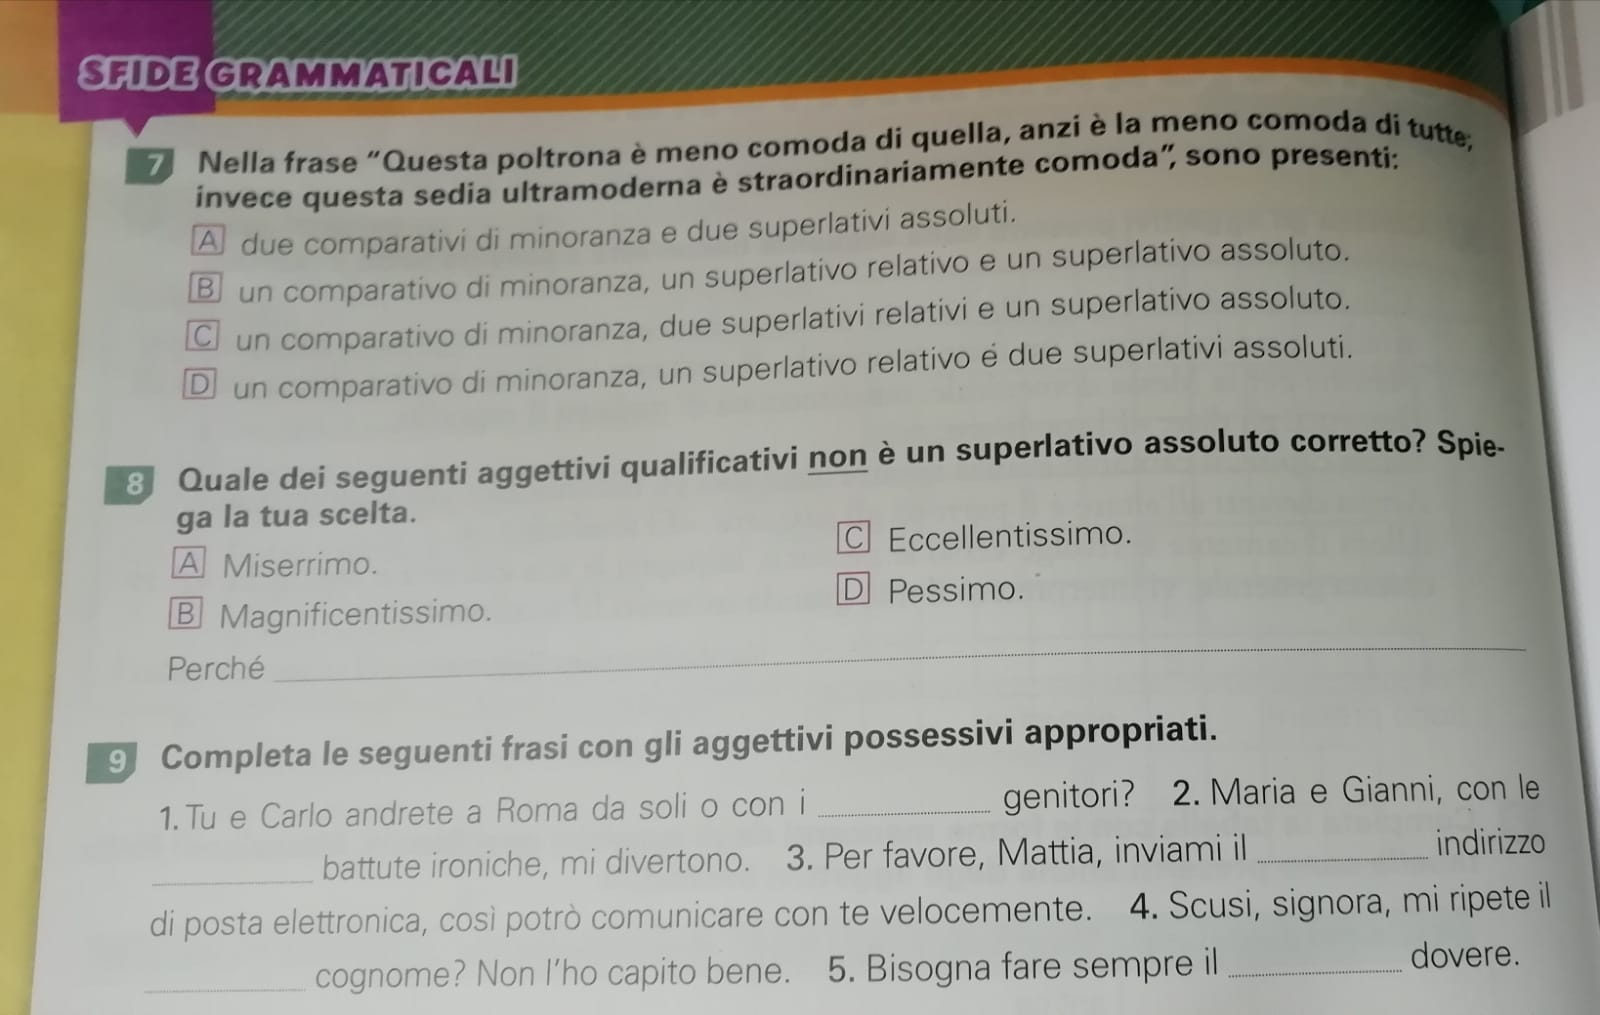 SFIDE GRAMMATICALI
7 Nella frase “Questa poltrona è meno comoda di quella, anzi è la meno comoda di tutte;
invece questa sedia ultramoderna è straordinariamente comoda”, sono presenti:
A due comparativi di minoranza e due superlativi assoluti.
B un comparativo di minoranza, un superlativo relativo e un superlativo assoluto.
C un comparativo di minoranza, due superlativi relativi e un superlativo assoluto.
D un comparativo di minoranza, un superlativo relativo e due superlativi assoluti.
8 Quale dei seguenti aggettivi qualificativi non è un superlativo assoluto corretto? Spie-
ga la tua scelta.
A Miserrimo.
B Magnificentissimo.
C Eccellentissimo.
D Pessimo.
Perché
9 Completa le seguenti frasi con gli aggettivi possessivi appropriati.
1. Tu e Carlo andrete a Roma da soli o con i ____ genitori? 2. Maria e Gianni, con le
____ battute ironiche, mi divertono. 3. Per favore, Mattia, inviami il ____ indirizzo
di posta elettronica, così potrò comunicare con te velocemente. 4. Scusi, signora, mi ripete il
____ cognome? Non l’ho capito bene. 5. Bisogna fare sempre il ____ dovere.